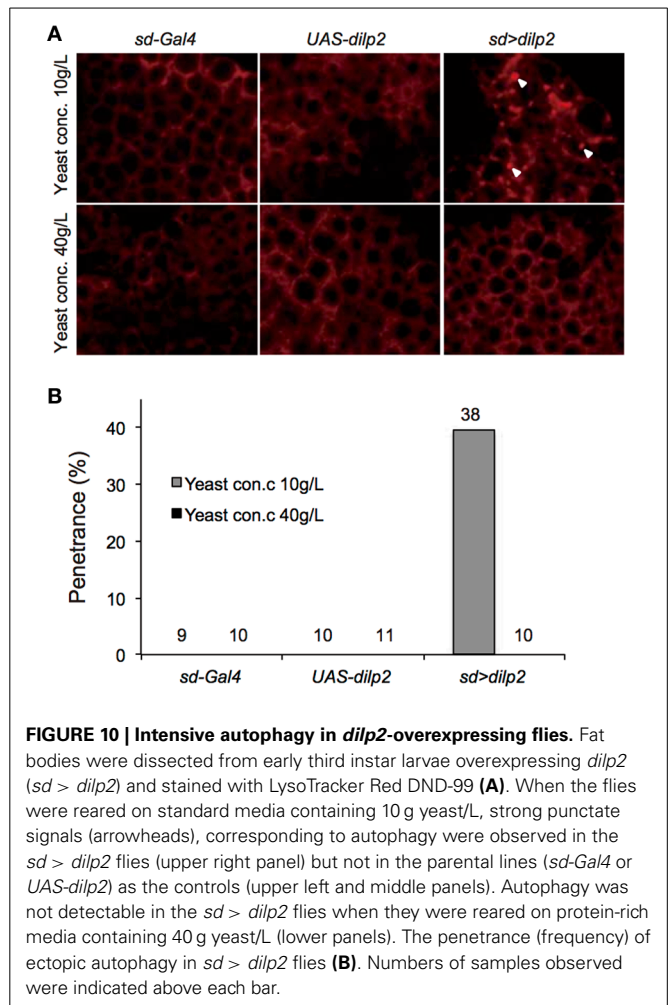 A
sd-Gal4 UAS-dilp2 sd>dilp2
Yeast conc. 10g/L
Yeast conc. 40g/L
B
Penetrance (%)
40
30
20
10
0
Yeast con.c 10g/L
Yeast con.c 40g/L
9 10 10 11 38 10
sd-Gal4 UAS-dilp2 sd>dilp2
FIGURE 10 | Intensive autophagy in dilp2-overexpressing flies. Fat
bodies were dissected from early third instar larvae overexpressing dilp2
(sd > dilp2) and stained with LysoTracker Red DND-99 (A). When the flies
were reared on standard media containing 10 g yeast/L, strong punctate
signals (arrowheads), corresponding to autophagy were observed in the
sd > dilp2 flies (upper right panel) but not in the parental lines (sd-Gal4 or
UAS-dilp2) as the controls (upper left and middle panels). Autophagy was
not detectable in the sd > dilp2 flies when they were reared on protein-rich
media containing 40 g yeast/L (lower panels). The penetrance (frequency) of
ectopic autophagy in sd > dilp2 flies (B). Numbers of samples observed
were indicated above each bar.